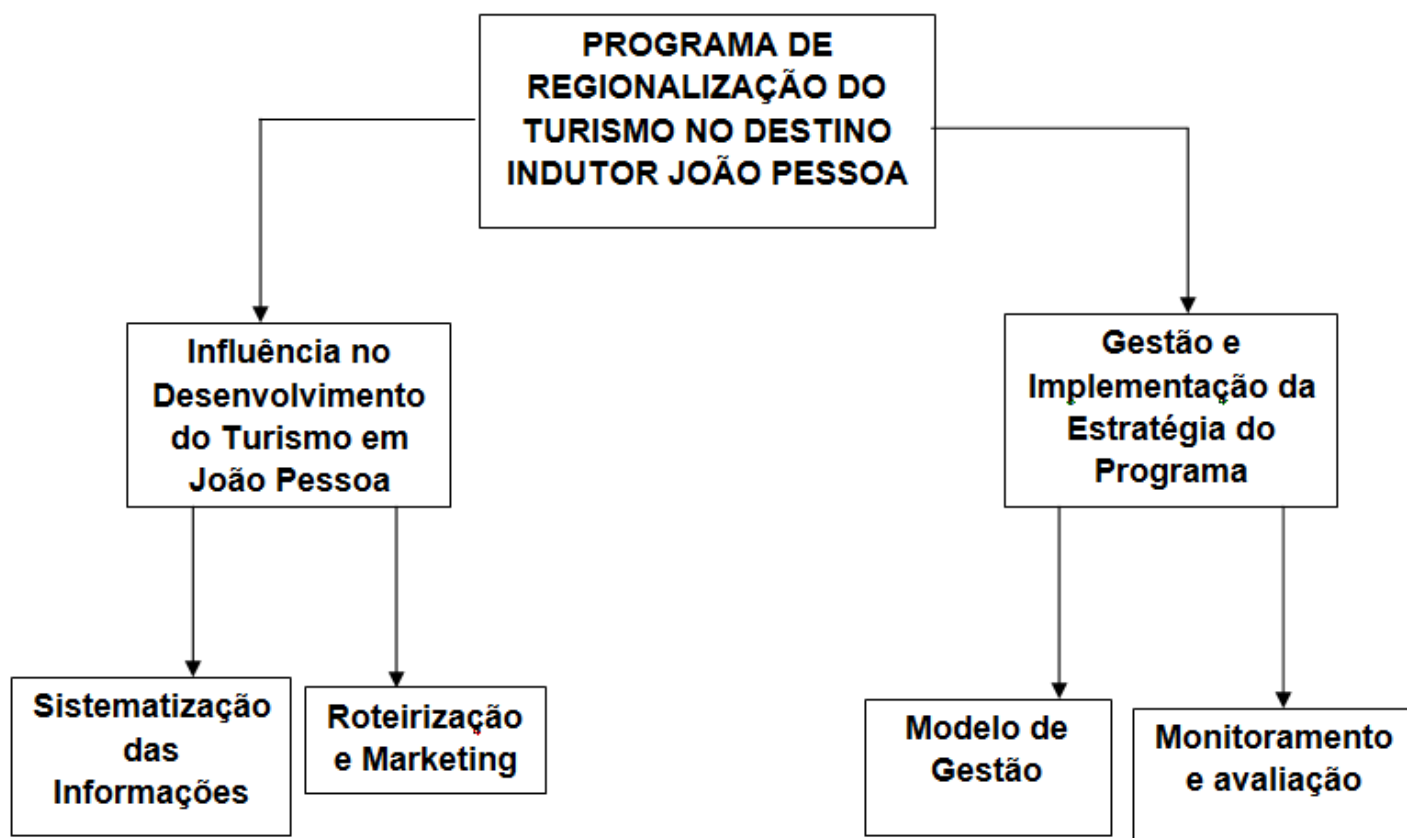 PROGRAMA DE
REGIONALIZAÇÃO DO
TURISMO NO DESTINO
INDUTOR JOÃO PESSOA
Influência no
Desenvolvimento
do Turismo em
João Pessoa
Gestão e
Implementação da
Estratégia do
Programa
Sistematização
das
Informações
Roteirização
e Marketing
Modelo de
Gestão
Monitoramento
e avaliação